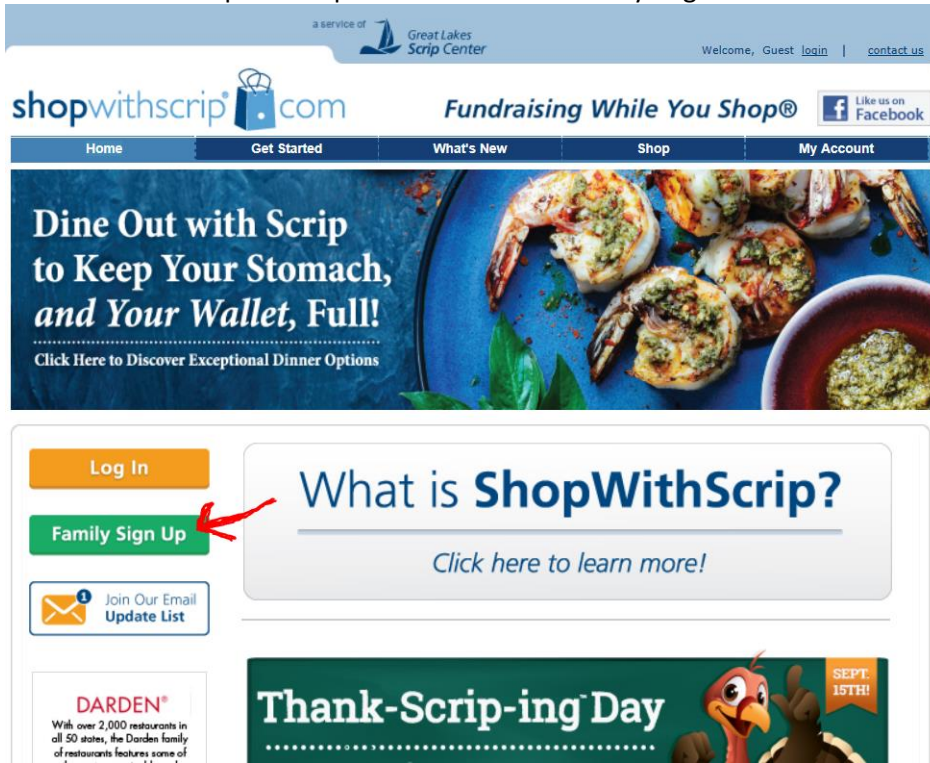 a service of
Great Lakes
Scrip Center
Welcome, Guest login | contact us
shopwithscrip® .com
Fundraising While You Shop®
Like us on
Facebook
Home Get Started What's New Shop My Account
Dine Out with Scrip
to Keep Your Stomach,
and Your Wallet, Full!
Click Here to Discover Exceptional Dinner Options
Log In
What is ShopWithScrip?
Family Sign Up
Click here to learn more!
1
Join Our Email
Update List
DARDEN®
With over 2,000 restaurants in
all 50 states, the Darden family
of restaurants features some of
Thank-Scrip-ing™ Day
SEPT.
15TH!